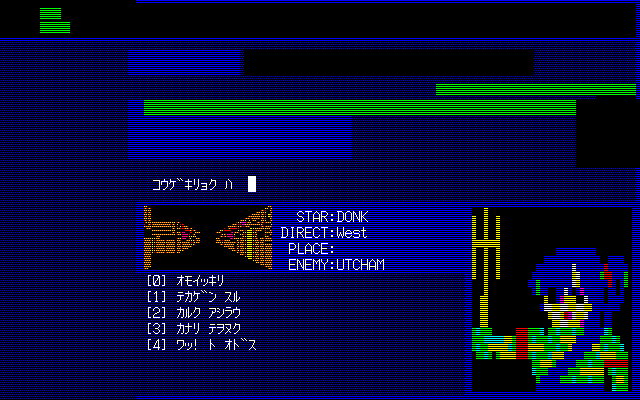 コウゲキリョク ハ
STAR:DONK
DIRECT:West
PLACE:
ENEMY:UTCHAM
[0] オモイッキリ
[1] テカゲン スル
[2] カルク アシラウ
[3] カナリ テヲヌク
[4] ワッ! ト オドス